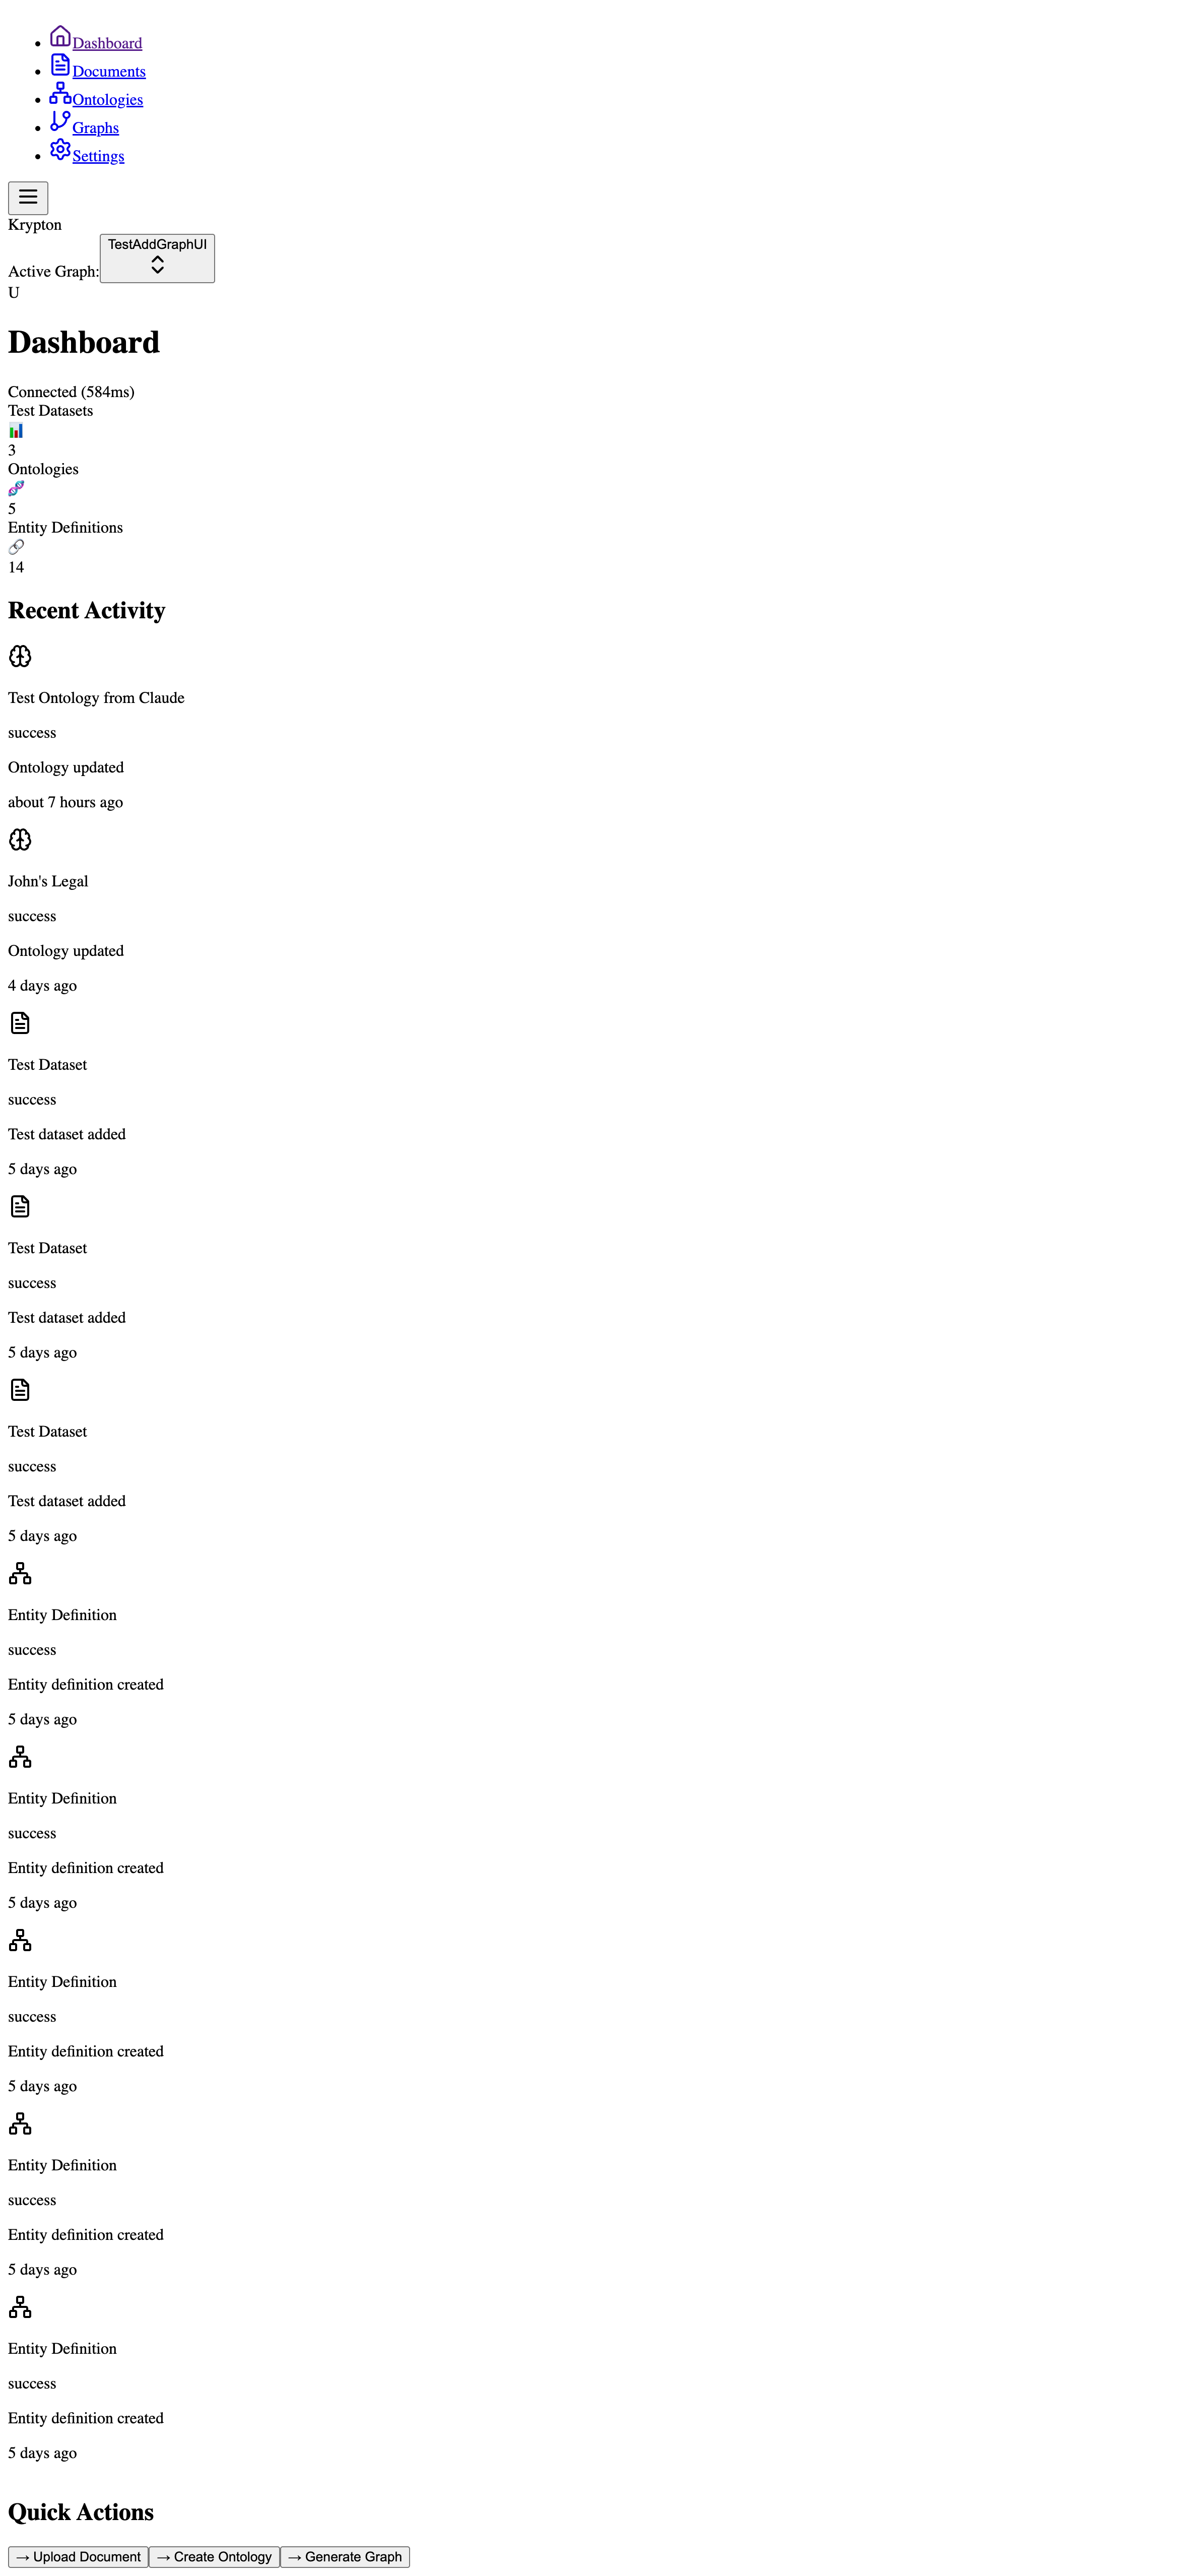 Dashboard
Documents
Ontologies
Graphs
Settings
Krypton
Active Graph: TestAddGraphUI
U
Dashboard
Connected (584ms)
Test Datasets
3
Ontologies
5
Entity Definitions
14
Recent Activity
Test Ontology from Claude
success
Ontology updated
about 7 hours ago
John's Legal
success
Ontology updated
4 days ago
Test Dataset
success
Test dataset added
5 days ago
Test Dataset
success
Test dataset added
5 days ago
Test Dataset
success
Test dataset added
5 days ago
Entity Definition
success
Entity definition created
5 days ago
Entity Definition
success
Entity definition created
5 days ago
Entity Definition
success
Entity definition created
5 days ago
Entity Definition
success
Entity definition created
5 days ago
Entity Definition
success
Entity definition created
5 days ago
Quick Actions
→ Upload Document → Create Ontology → Generate Graph